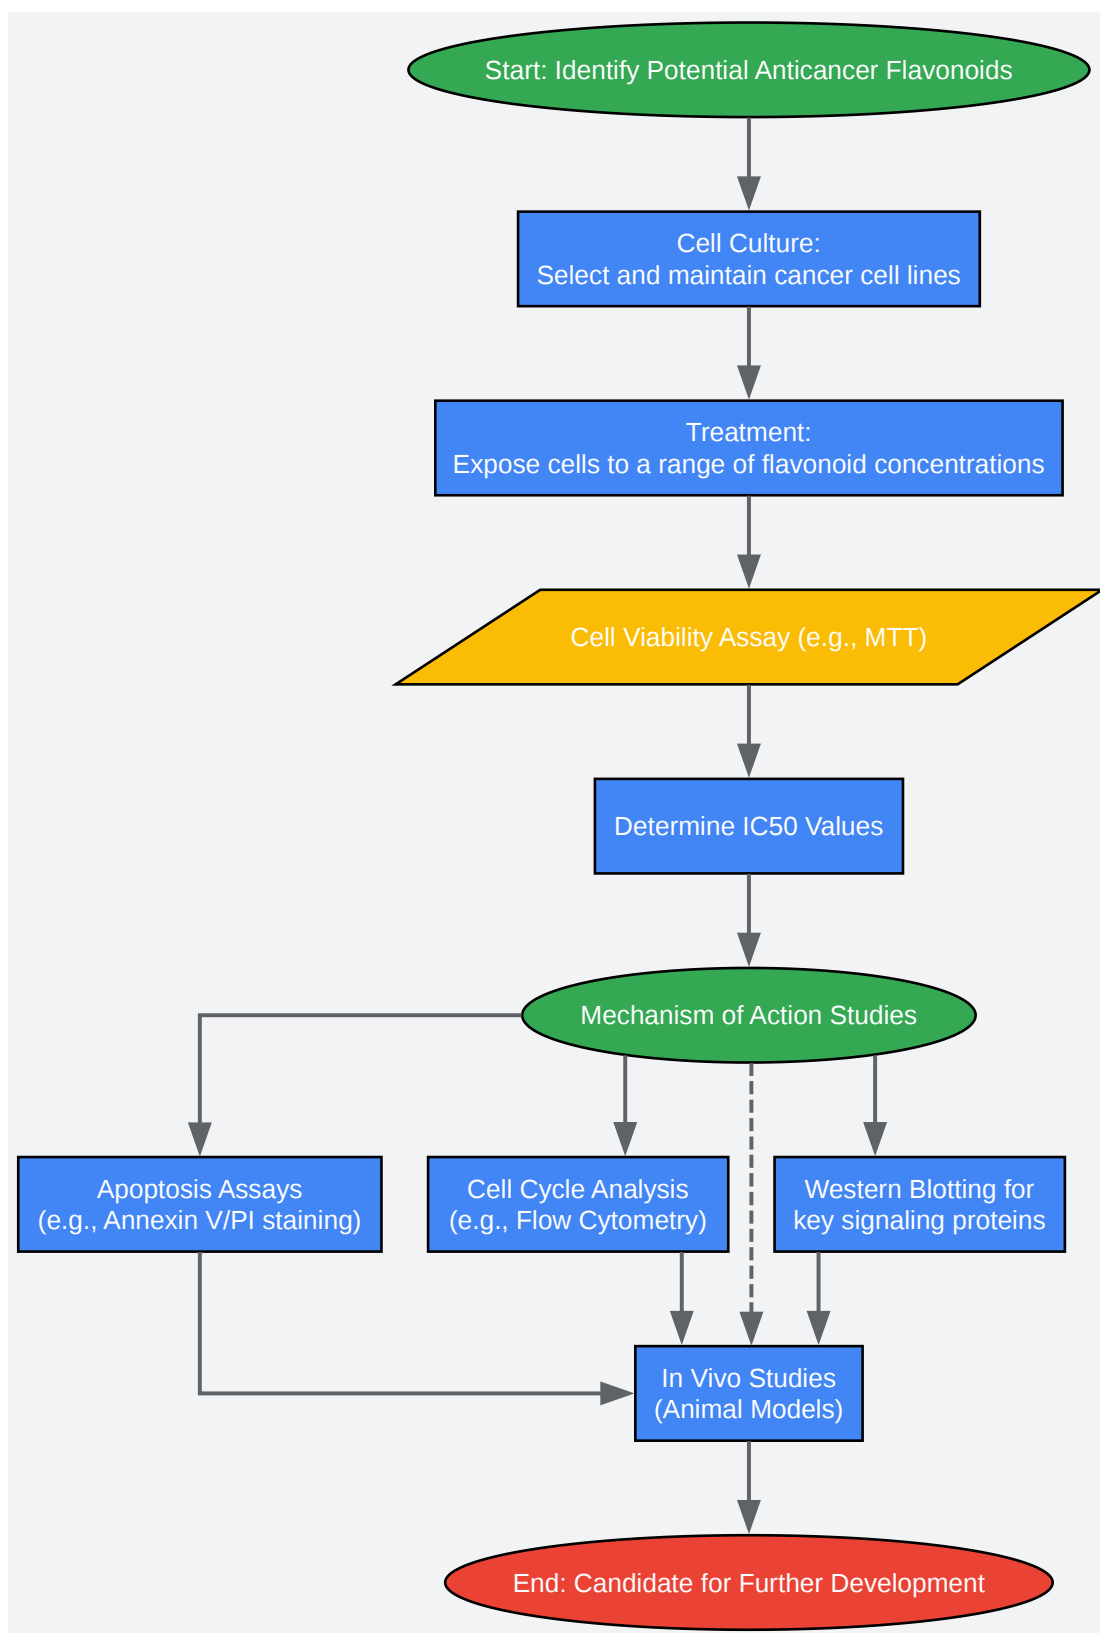 Start: Identify Potential Anticancer Flavonoids
Cell Culture:
Select and maintain cancer cell lines
Treatment:
Expose cells to a range of flavonoid concentrations
Cell Viability Assay (e.g., MTT)
Determine IC50 Values
Mechanism of Action Studies
Apoptosis Assays
(e.g., Annexin V/PI staining)
Cell Cycle Analysis
(e.g., Flow Cytometry)
Western Blotting for
key signaling proteins
In Vivo Studies
(Animal Models)
End: Candidate for Further Development